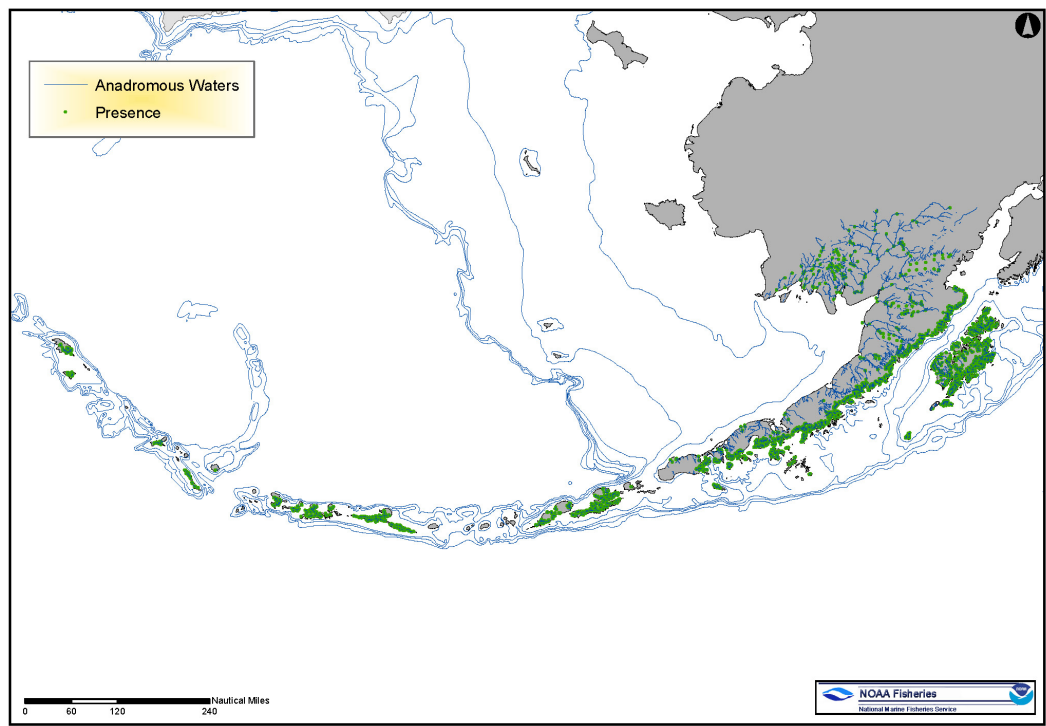 Anadromous Waters
Presence
Nautical Miles
0 60 120 240
NOAA Fisheries
National Marine Fisheries Service